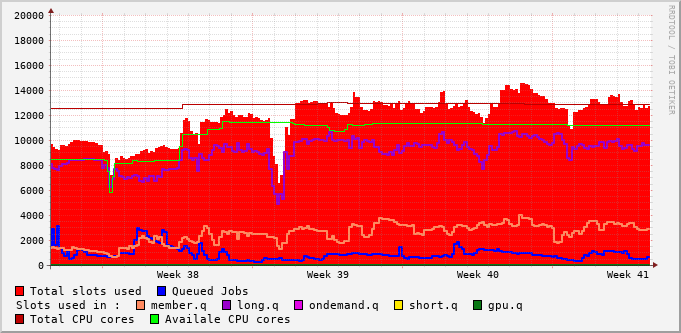 20000
18000
16000
14000
12000
10000
8000
6000
4000
2000
0
Week 38 Week 39 Week 40 Week 41
Total slots used Queued Jobs
Slots used in : member.q long.q ondemand.q short.q gpu.q
Total CPU cores Availale CPU cores
RRDTOOL / TOBI OETIKER